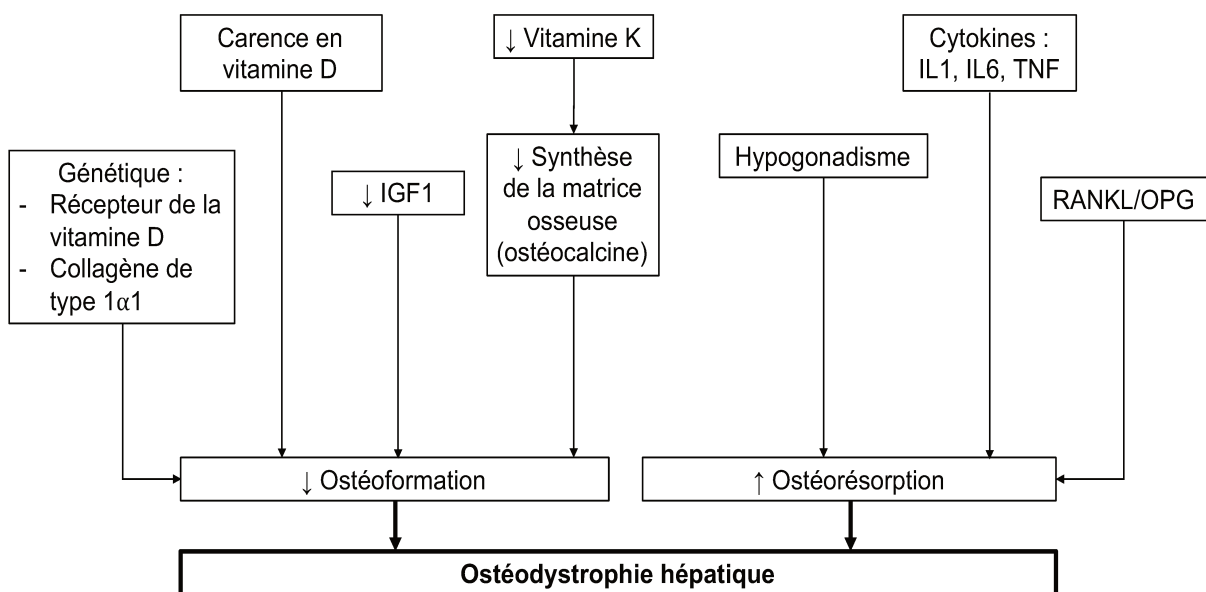 Carence en
vitamine D
↓ Vitamine K
Cytokines :
IL1, IL6, TNF
Génétique :
- Récepteur de la
vitamine D
- Collagène de
type 1α1
↓ IGF1
↓ Synthèse
de la matrice
osseuse
(ostéocalcine)
Hypogonadisme
RANKL/OPG
↓ Ostéoformation
↑ Ostéorésorption
Ostéodystrophie hépatique